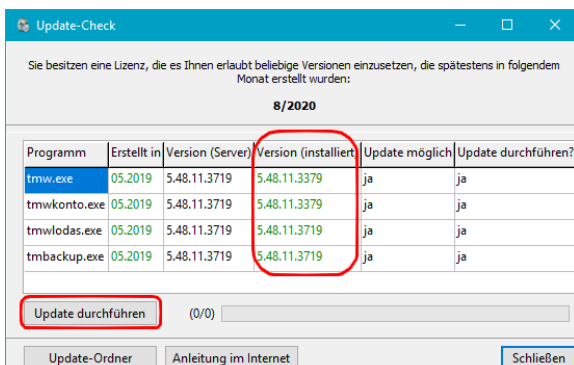 Update-Check
Sie besitzen eine Lizenz, die es Ihnen erlaubt beliebige Versionen einzusetzen, die spätestens in folgendem
Monat erstellt wurden:
8/2020
Programm Erstellt in Version (Server) Version (installiert) Update möglich Update durchführen?
tmw.exe 05.2019 5.48.11.3719 5.48.11.3379 ja ja
tmwkonto.exe 05.2019 5.48.11.3719 5.48.11.3379 ja ja
tmwlodas.exe 05.2019 5.48.11.3719 5.48.11.3719 ja ja
tmbackup.exe 05.2019 5.48.11.3719 5.48.11.3719 ja ja
Update durchführen (0/0)
Update-Ordner Anleitung im Internet Schließen